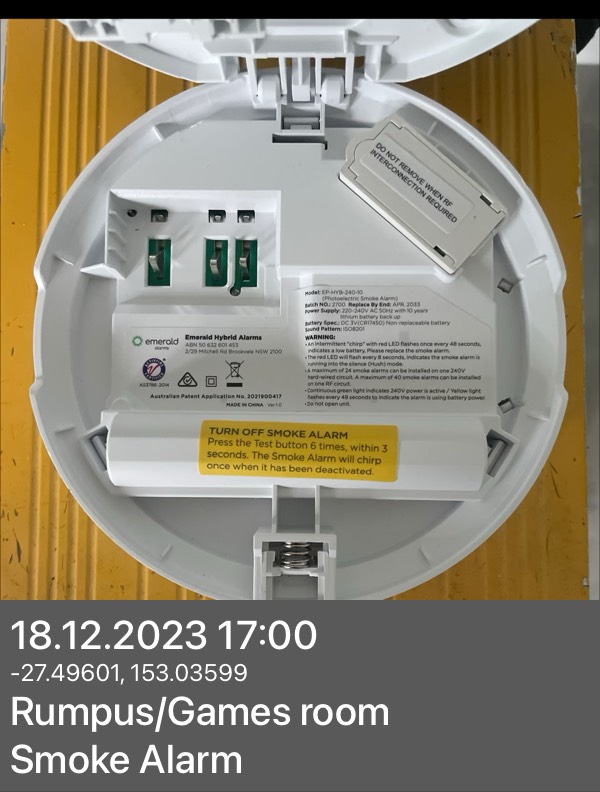 DO NOT REMOVE WHEN RF
INTERCONNECTION REQUIRED
Model: EP-HYB-240-10
(Photoelectric Smoke Alarm)
Batch NO.: 2700 Replace By End: APR. 2033
Power Supply: 220-240V AC 50Hz with 10 years
lithium battery back up
Battery Spec.: DC 3V(CR17450) Non-replaceable battery
Sound Pattern: ISO8201
WARNING:
• An intermittent "chirp" with red LED flashes once every 48 seconds,
indicates a low battery, Please replace the smoke alarm.
• The red LED will flash every 8 seconds, indicates the smoke alarm is
running into the silence (Hush) mode.
• A maximum of 24 smoke alarms can be installed on one 240V
hard-wired circuit. A maximum of 40 smoke alarms can be installed
on one RF circuit.
• Continuous green light indicates 240V power is active / Yellow light
flashes every 48 seconds to indicate the alarm is using battery power.
• Do not open unit.
emerald
alarms
Emerald Hybrid Alarms
ABN 50 632 601 453
2/29 Mitchell Rd Brookvale NSW 2100
AS3786:2014
Australian Patent Application No. 2021900417
MADE IN CHINA Ver:1.0
TURN OFF SMOKE ALARM
Press the Test button 6 times, within 3
seconds. The Smoke Alarm will chirp
once when it has been deactivated.
18.12.2023 17:00
-27.49601, 153.03599
Rumpus/Games room
Smoke Alarm